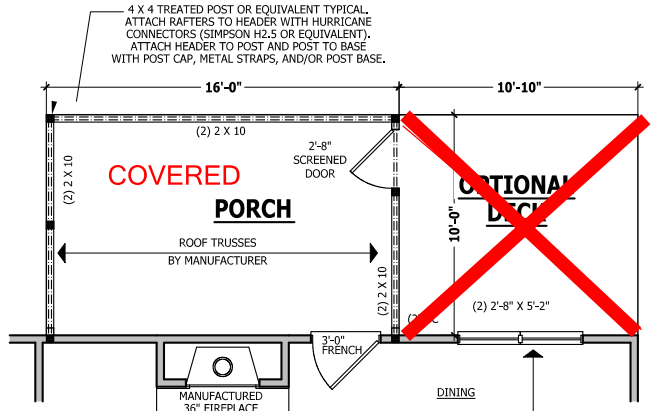 4 X 4 TREATED POST OR EQUIVALENT TYPICAL.
ATTACH RAFTERS TO HEADER WITH HURRICANE
CONNECTORS (SIMPSON H2.5 OR EQUIVALENT).
ATTACH HEADER TO POST AND POST TO BASE
WITH POST CAP, METAL STRAPS, AND/OR POST BASE.
16'-0"
10'-10"
(2) 2 X 10
2'-8"
SCREENED
DOOR
(2) 2 X 10
COVERED
PORCH
OPTIONAL
DECK
10'-0"
ROOF TRUSSES
BY MANUFACTURER
(2) 2 X 10
(2) 2'-8" X 5'-2"
3'-0"
FRENCH
MANUFACTURED
36" FIREPLACE
DINING